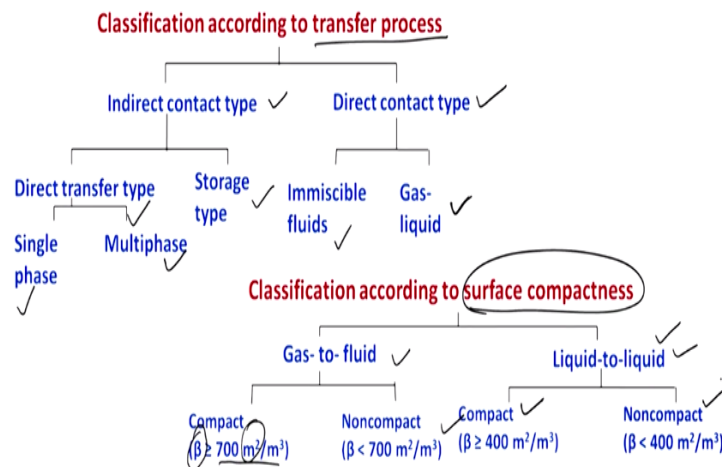 Classification according to transfer process
Indirect contact type
Direct contact type
Direct transfer type
Storage
type
Immiscible
fluids
Gas-
liquid
Single
phase
Multiphase
Classification according to surface compactness
Gas- to- fluid
Liquid-to-liquid
Compact
(β ≥ 700 m²/m³)
Noncompact
(β < 700 m²/m³)
Compact
(β ≥ 400 m²/m³)
Noncompact
(β < 400 m²/m³)